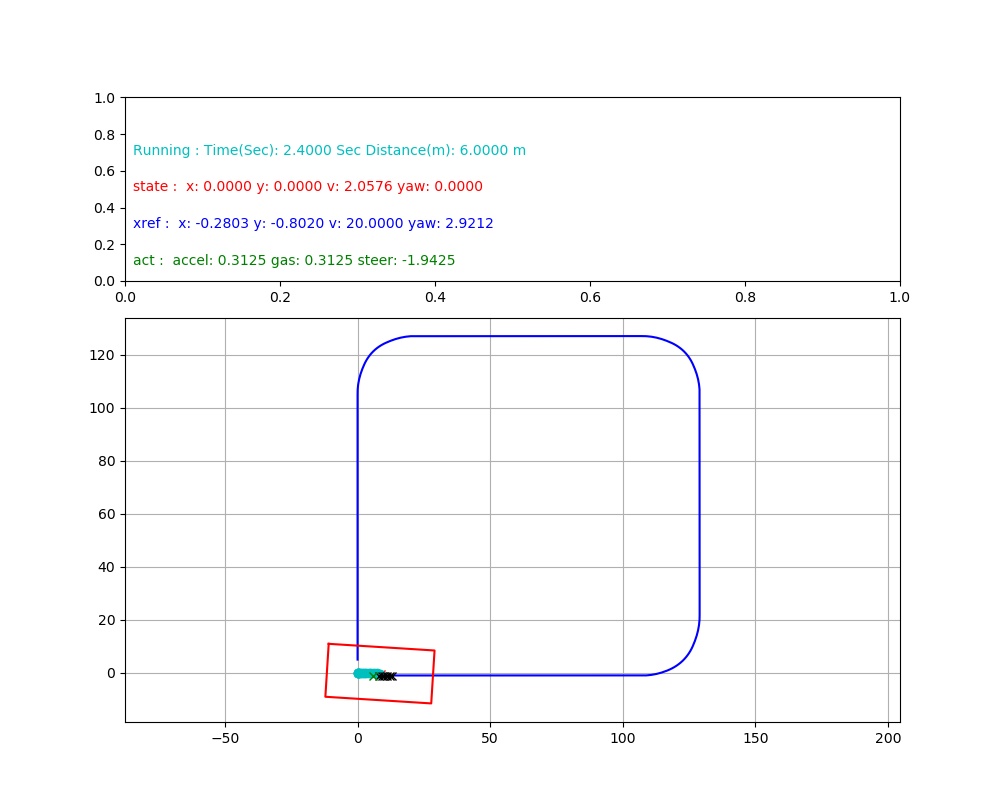 1.0
0.8
Running : Time(Sec): 2.4000 Sec Distance(m): 6.0000 m
0.6
state :  x: 0.0000 y: 0.0000 v: 2.0576 yaw: 0.0000
0.4
xref :  x: -0.2803 y: -0.8020 v: 20.0000 yaw: 2.9212
0.2
act :  accel: 0.3125 gas: 0.3125 steer: -1.9425
0.0
0.0 0.2 0.4 0.6 0.8 1.0
120
100
80
60
40
20
0
−50 0 50 100 150 200